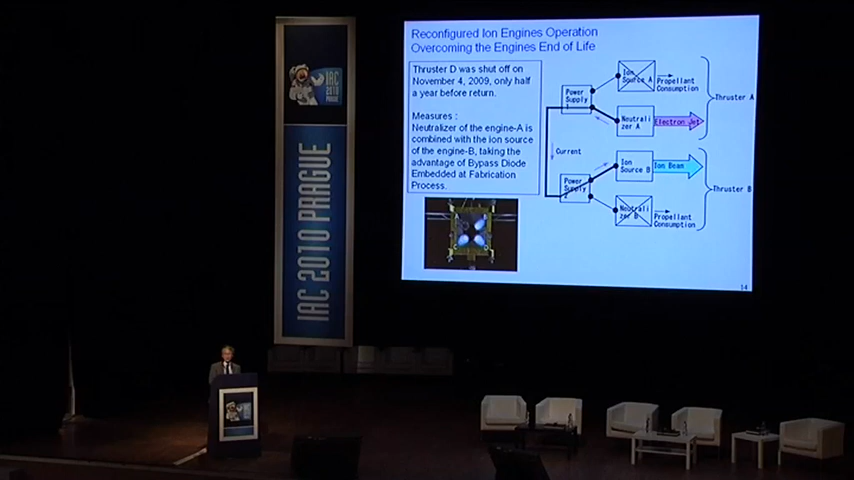 Reconfigured Ion Engines Operation
Overcoming the Engines End of Life
Thruster D was shut off on
November 4, 2009, only half
a year before return.
Measures :
Neutralizer of the engine-A is
combined with the ion source
of the engine-B, taking the
advantage of Bypass Diode
Embedded at Fabrication
Process.
Ion
Source A
Propellant
Consumption
Power
Supply
1
Neutrali
zer A
Electron Jet
Thruster A
Current
Ion
Source B
Ion Beam
Power
Supply
2
Thruster B
Neutrali
zer B
Propellant
Consumption
14
IAC
2010
PRAGUE
IAC 2010 PRAGUE